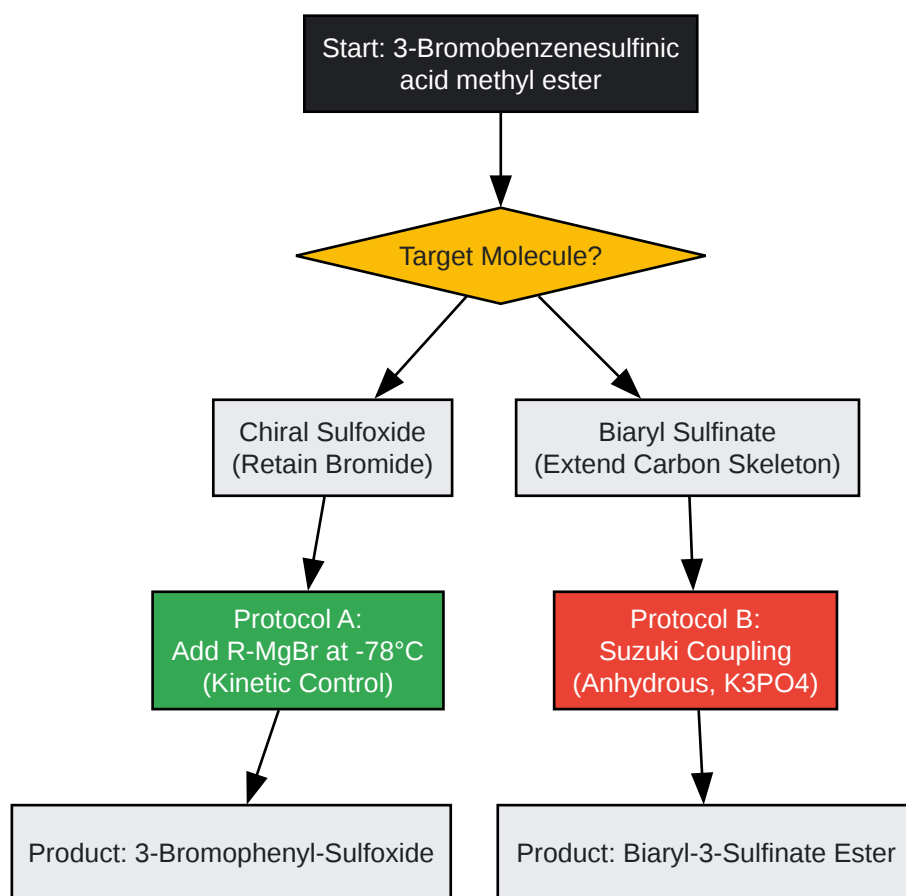 Start: 3-Bromobenzenesulfinic
acid methyl ester
Target Molecule?
Chiral Sulfoxide
(Retain Bromide)
Biaryl Sulfinate
(Extend Carbon Skeleton)
Protocol A:
Add R-MgBr at -78°C
(Kinetic Control)
Protocol B:
Suzuki Coupling
(Anhydrous, K3PO4)
Product: 3-Bromophenyl-Sulfoxide
Product: Biaryl-3-Sulfinate Ester